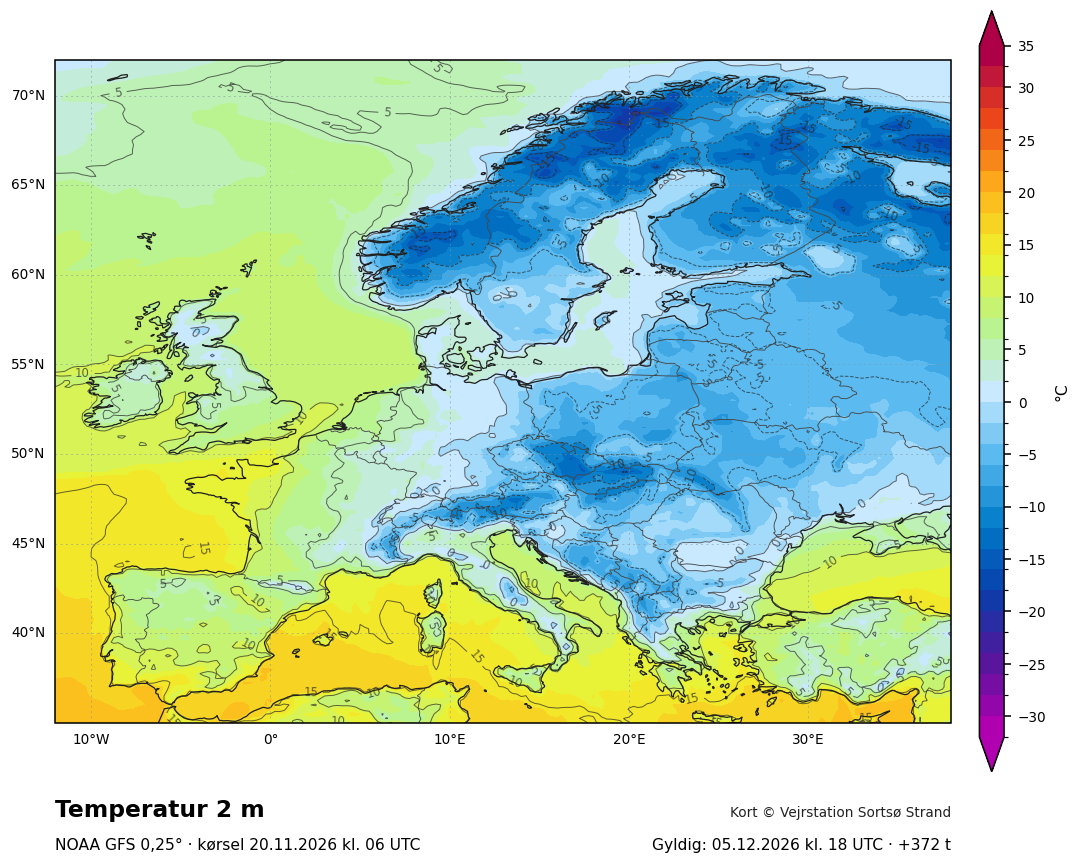 70°N
65°N
60°N
55°N
50°N
45°N
40°N
10°W 0° 10°E 20°E 30°E
35
30
25
20
15
10
5
0
−5
−10
−15
−20
−25
−30
°C
Temperatur 2 m
Kort © Vejrstation Sortsø Strand
NOAA GFS 0,25° · kørsel 20.11.2026 kl. 06 UTC
Gyldig: 05.12.2026 kl. 18 UTC · +372 t